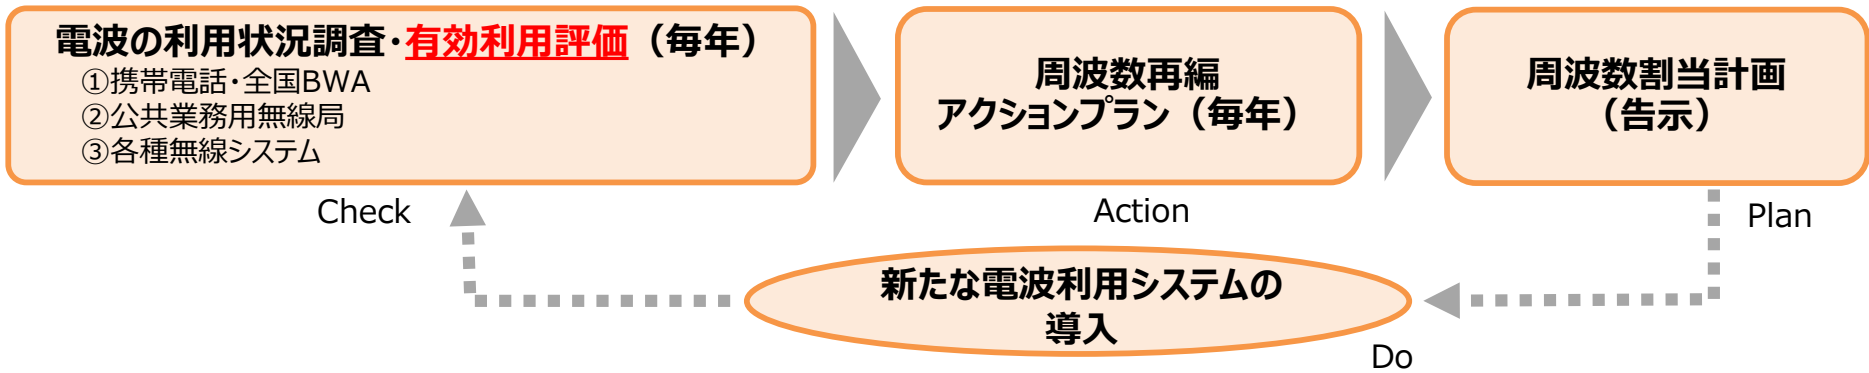 電波の利用状況調査・有効利用評価（毎年）
①携帯電話・全国BWA
②公共業務用無線局
③各種無線システム
周波数再編
アクションプラン（毎年）
周波数割当計画
（告示）
Check
Action
Plan
新たな電波利用システムの
導入
Do